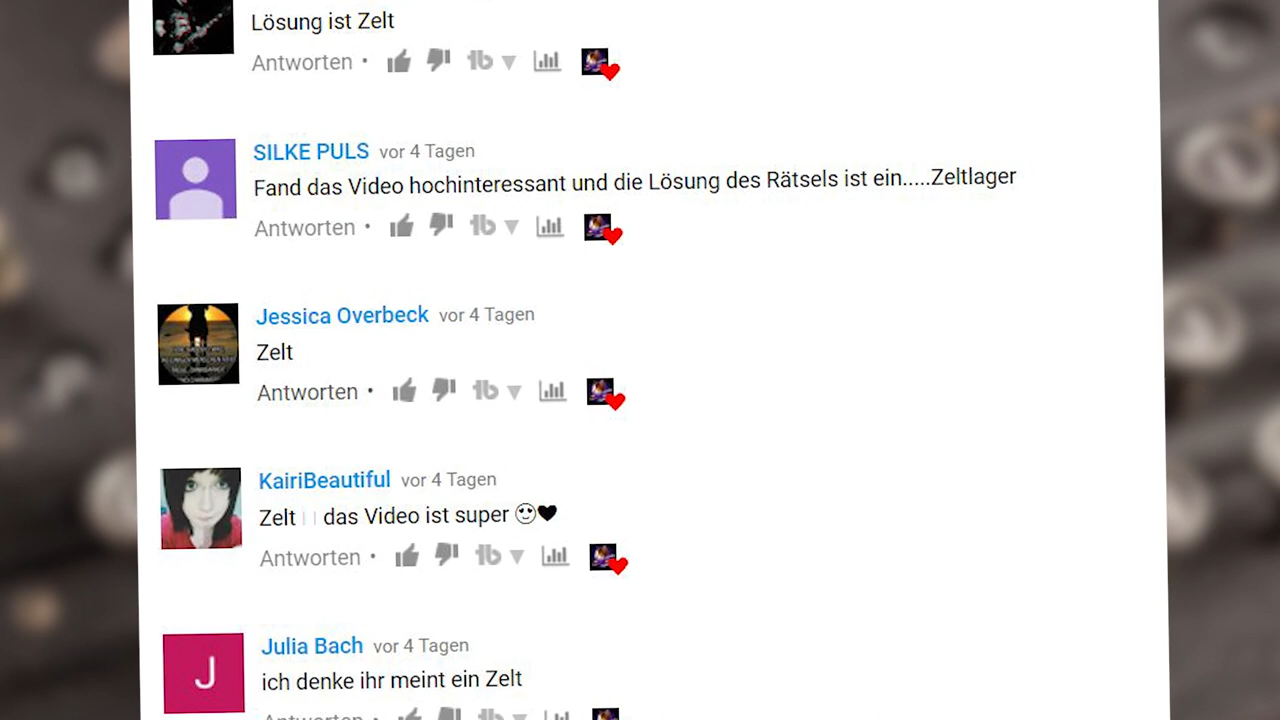 Lösung ist Zelt
Antworten •
SILKE PULS vor 4 Tagen
Fand das Video hochinteressant und die Lösung des Rätsels ist ein.....Zeltlager
Antworten •
Jessica Overbeck vor 4 Tagen
Zelt
Antworten •
KairiBeautiful vor 4 Tagen
Zelt das Video ist super 😍🖤
Antworten •
J
Julia Bach vor 4 Tagen
ich denke ihr meint ein Zelt
Antworten •